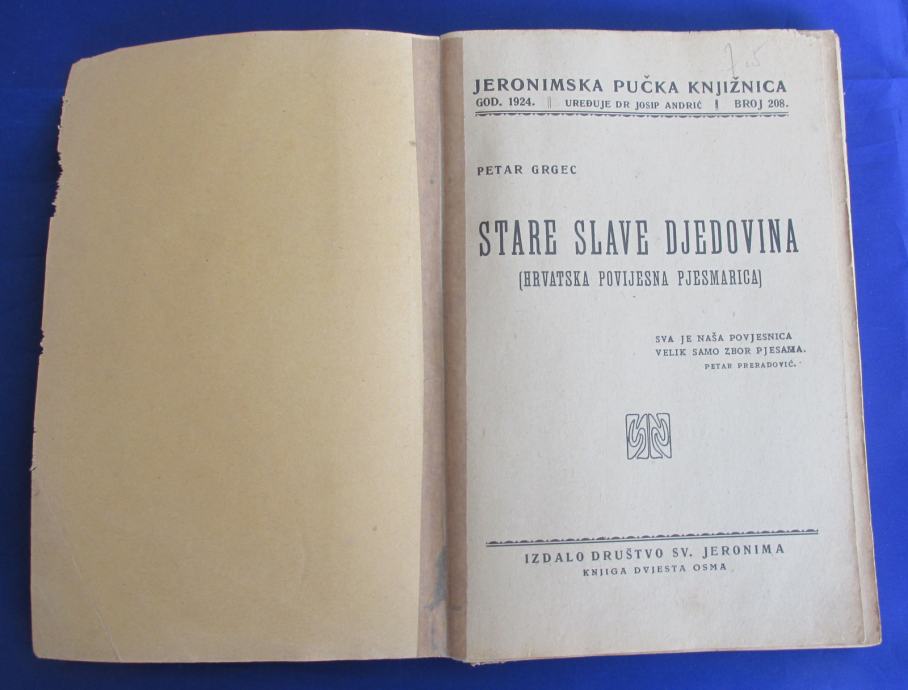 JERONIMSKA PUČKA KNJIŽNICA
GOD. 1924. || UREĐUJE DR JOSIP ANDRIĆ || BROJ 208.
PETAR GRGEC
STARE SLAVE DJEDOVINA
(HRVATSKA POVIJESNA PJESMARICA)
SVA JE NAŠA POVJESNICA
VELIK SAMO ZBOR PJESAMA.
PETAR PRERADOVIĆ.
IZDALO DRUŠTVO SV. JERONIMA
KNJIGA DVJESTA OSMA